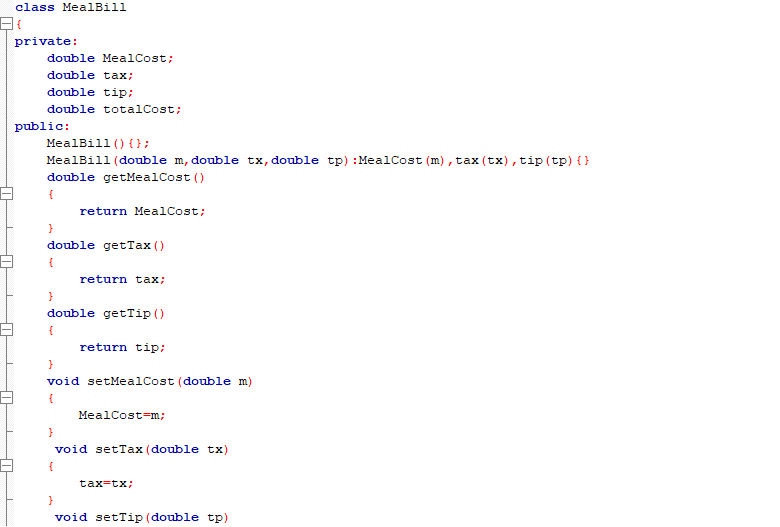 class MealBill
{
private:
    double MealCost;
    double tax;
    double tip;
    double totalCost;
public:
    MealBill(){};
    MealBill(double m,double tx,double tp):MealCost(m),tax(tx),tip(tp){}
    double getMealCost()
    {
        return MealCost;
    }
    double getTax()
    {
        return tax;
    }
    double getTip()
    {
        return tip;
    }
    void setMealCost(double m)
    {
        MealCost=m;
    }
     void setTax(double tx)
    {
        tax=tx;
    }
     void setTip(double tp)